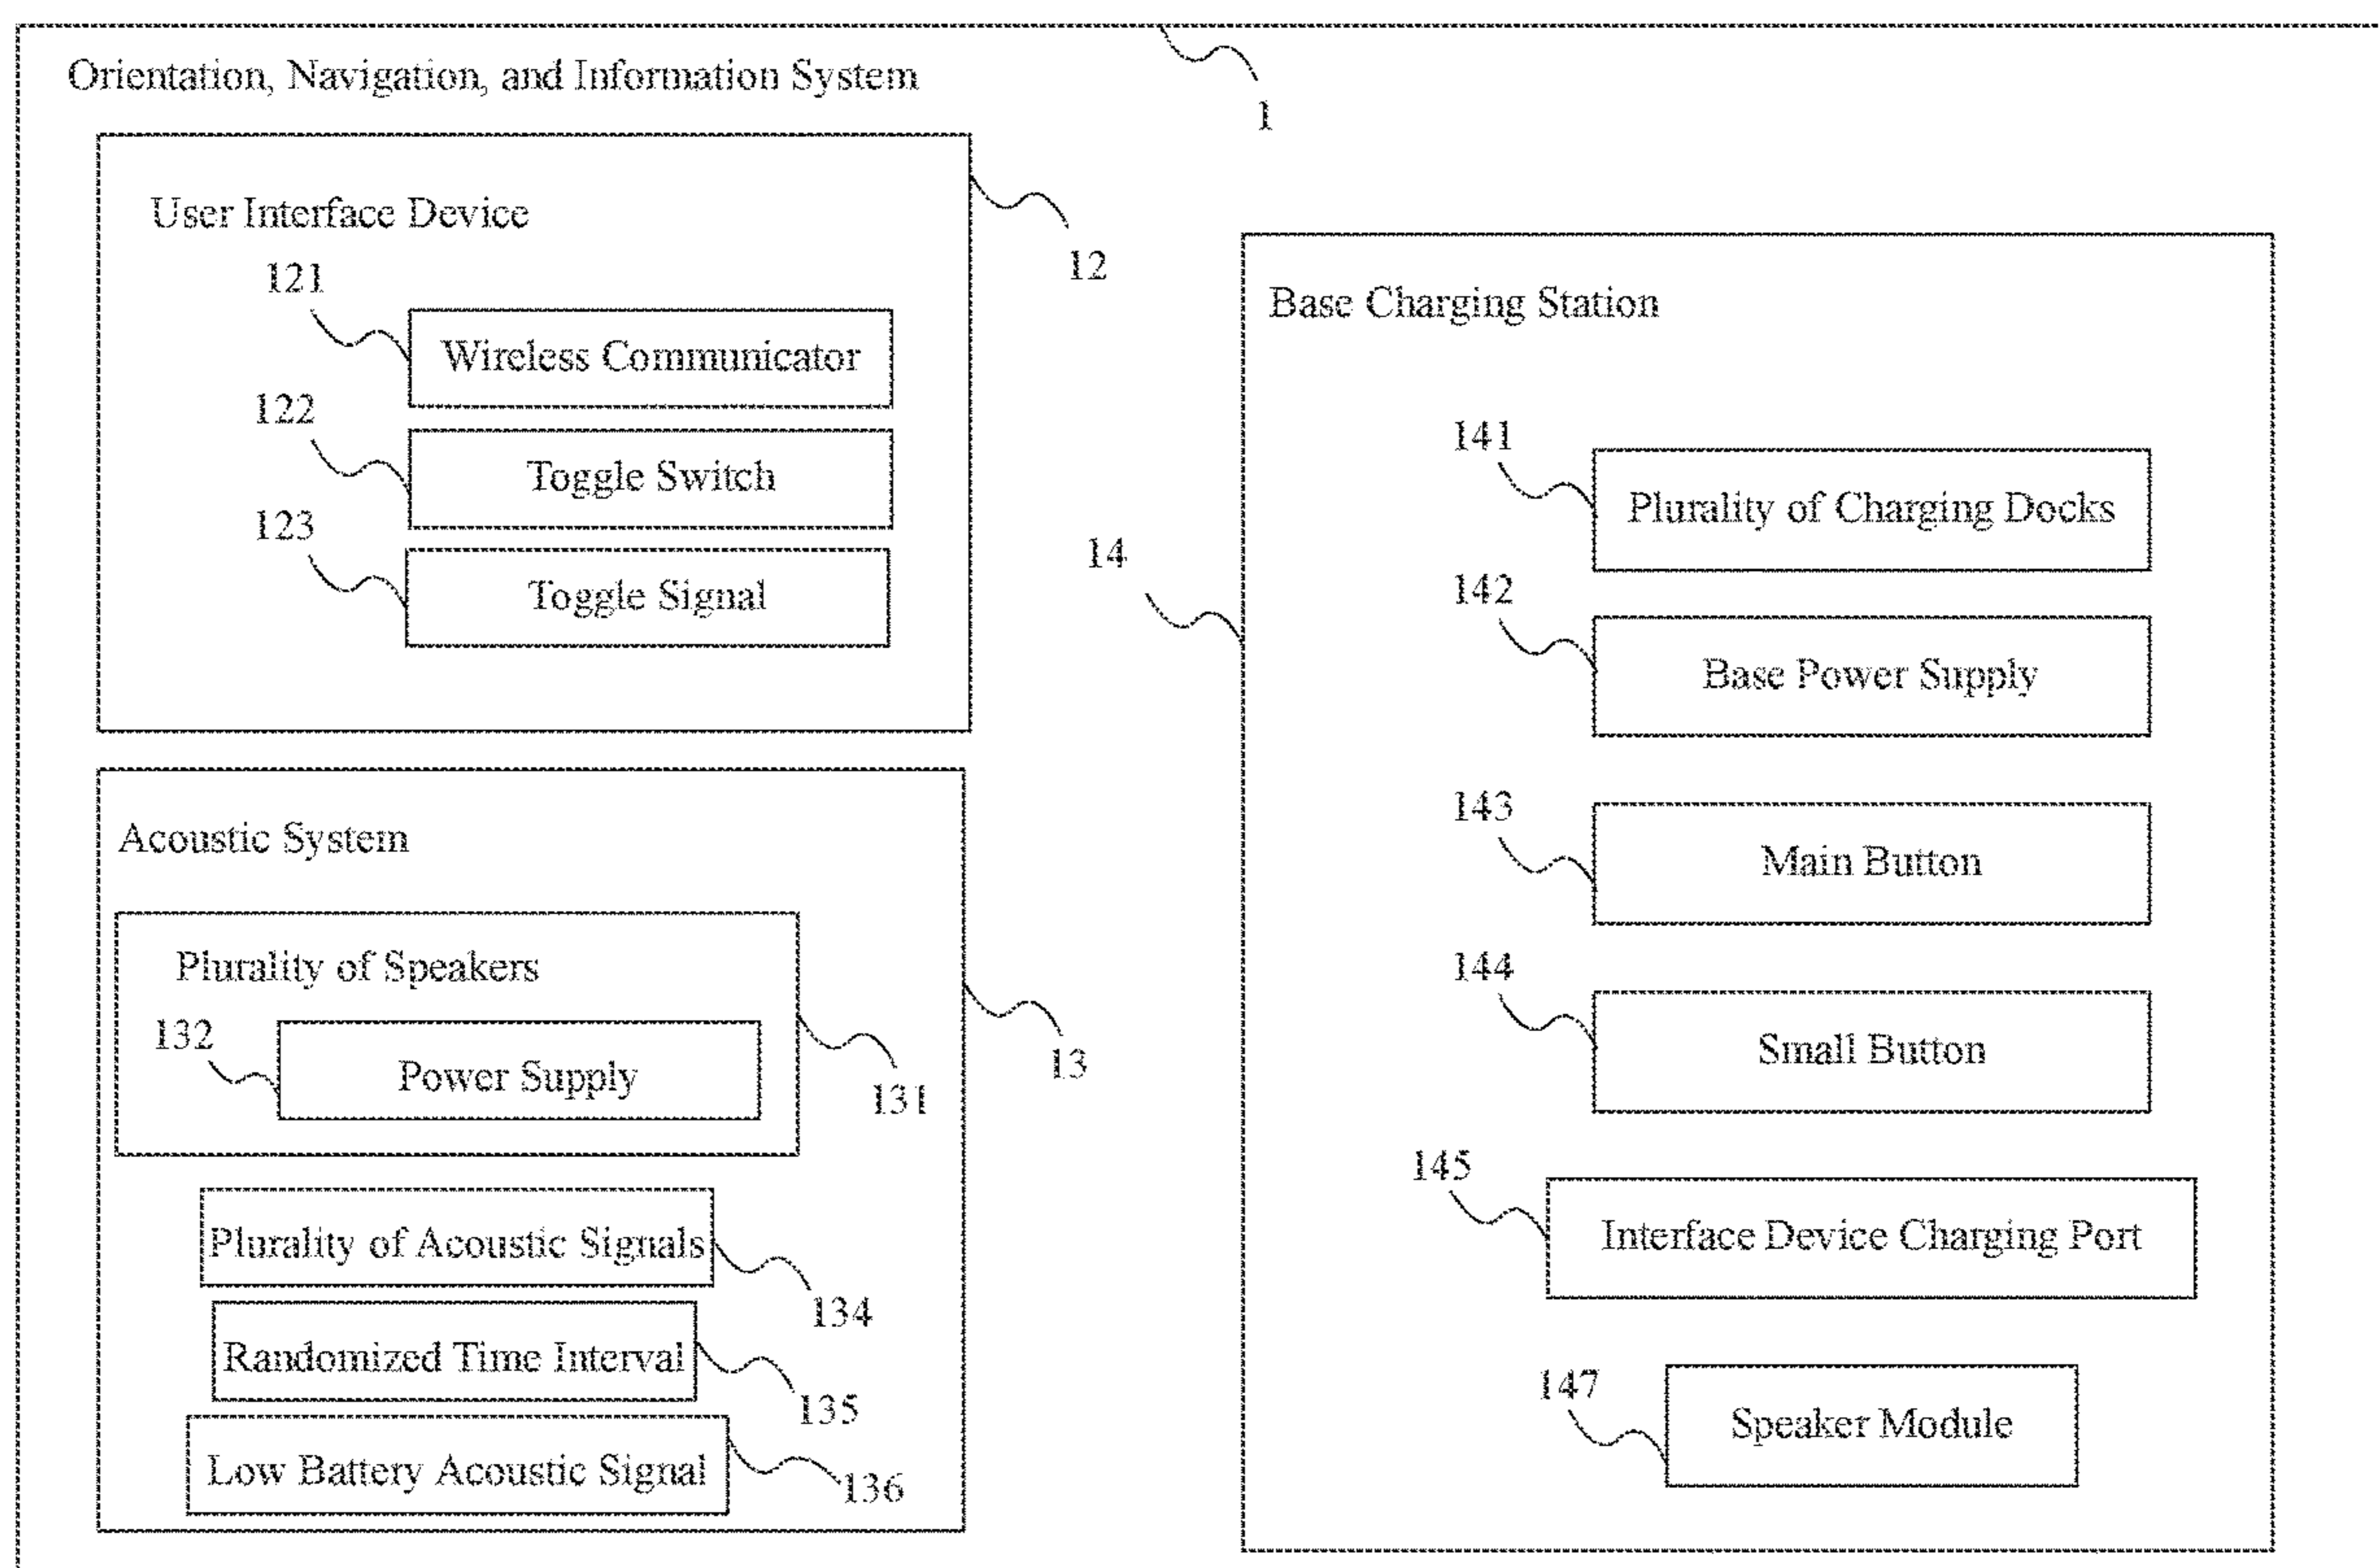 Orientation, Navigation, and Information System
1
User Interface Device
12
121
Wireless Communicator
122
Toggle Switch
123
Toggle Signal
Acoustic System
13
Plurality of Speakers
131
132
Power Supply
Plurality of Acoustic Signals
134
Randomized Time Interval
135
Low Battery Acoustic Signal
136
14
Base Charging Station
141
Plurality of Charging Docks
142
Base Power Supply
143
Main Button
144
Small Button
145
Interface Device Charging Port
147
Speaker Module